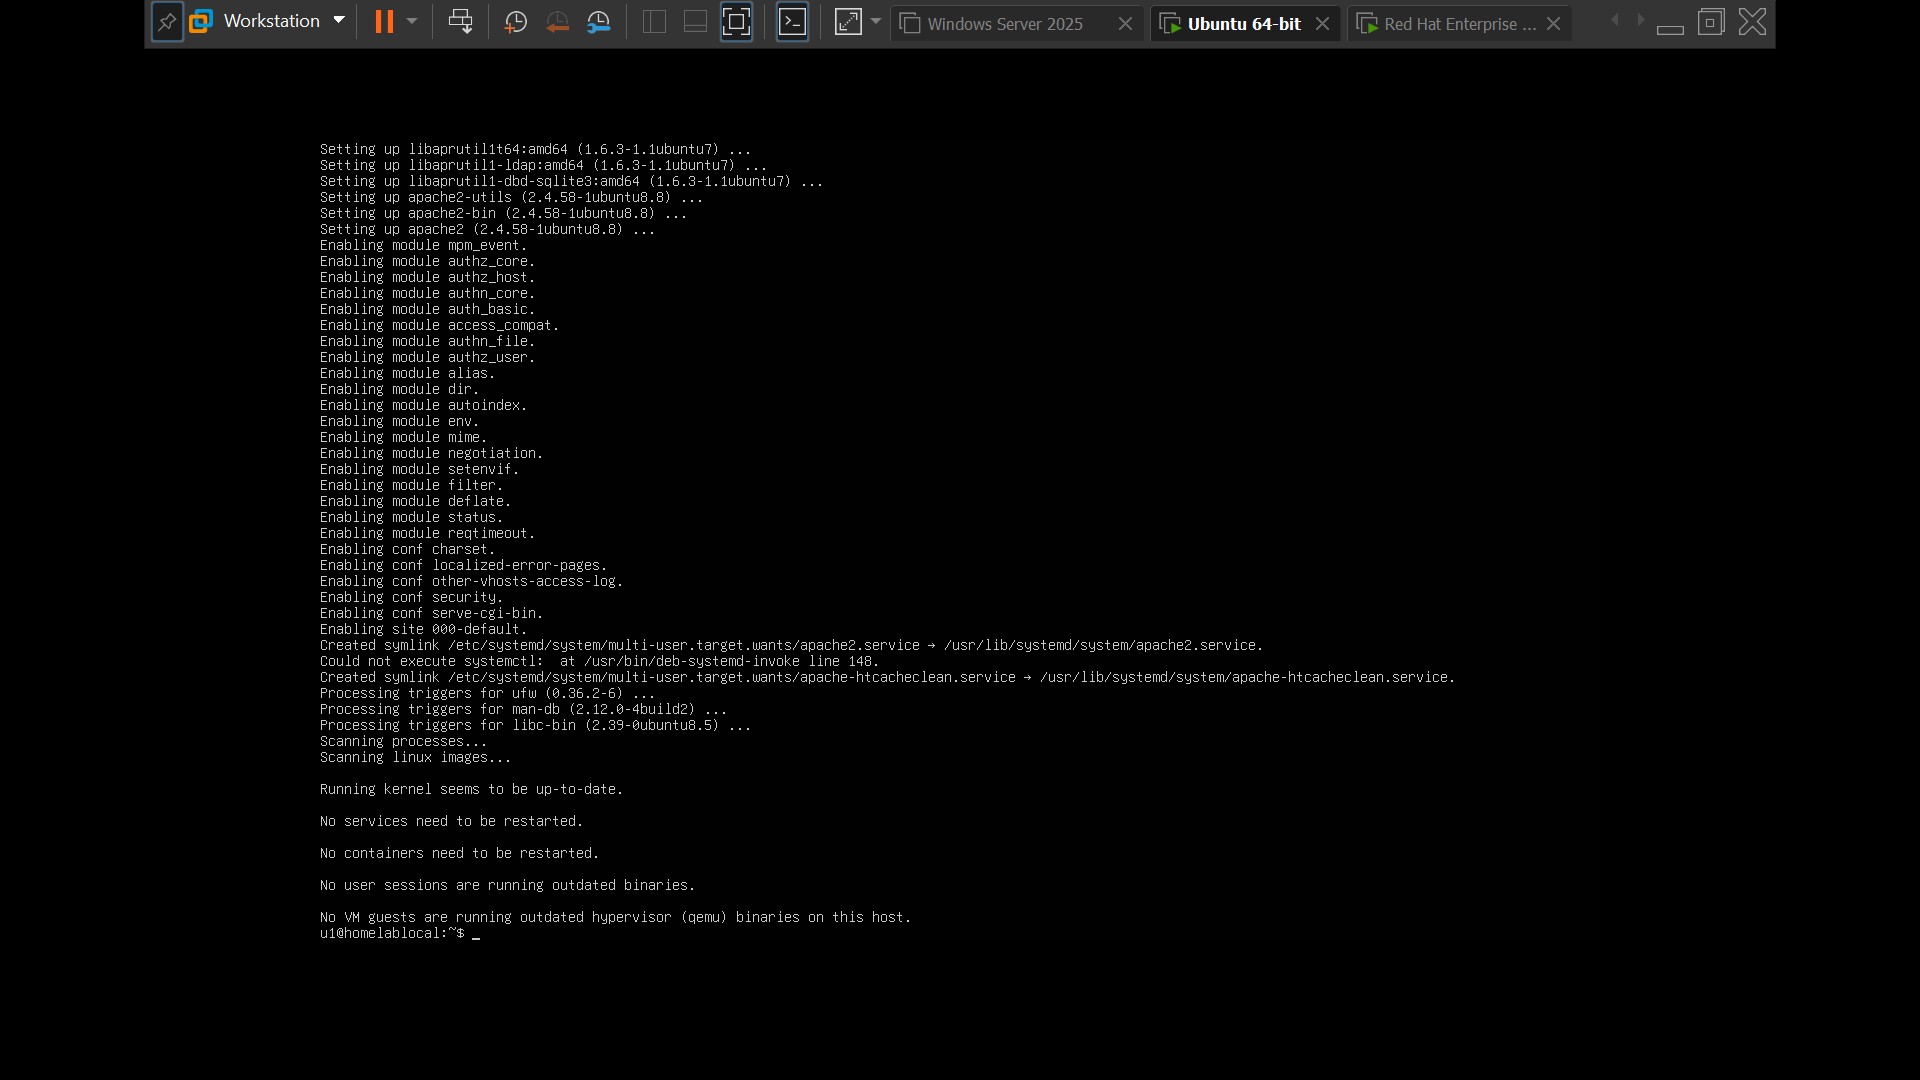 Workstation
Windows Server 2025
Ubuntu 64-bit
Red Hat Enterprise ...
Setting up libaprutil1t64:amd64 (1.6.3-1.1ubuntu7) ...
Setting up libaprutil1-ldap:amd64 (1.6.3-1.1ubuntu7) ...
Setting up libaprutil1-dbd-sqlite3:amd64 (1.6.3-1.1ubuntu7) ...
Setting up apache2-utils (2.4.58-1ubuntu8.8) ...
Setting up apache2-bin (2.4.58-1ubuntu8.8) ...
Setting up apache2 (2.4.58-1ubuntu8.8) ...
Enabling module mpm_event.
Enabling module authz_core.
Enabling module authz_host.
Enabling module authn_core.
Enabling module auth_basic.
Enabling module access_compat.
Enabling module authn_file.
Enabling module authz_user.
Enabling module alias.
Enabling module dir.
Enabling module autoindex.
Enabling module env.
Enabling module mime.
Enabling module negotiation.
Enabling module setenvif.
Enabling module filter.
Enabling module deflate.
Enabling module status.
Enabling module reqtimeout.
Enabling conf charset.
Enabling conf localized-error-pages.
Enabling conf other-vhosts-access-log.
Enabling conf security.
Enabling conf serve-cgi-bin.
Enabling site 000-default.
Created symlink /etc/systemd/system/multi-user.target.wants/apache2.service → /usr/lib/systemd/system/apache2.service.
Could not execute systemctl:  at /usr/bin/deb-systemd-invoke line 148.
Created symlink /etc/systemd/system/multi-user.target.wants/apache-htcacheclean.service → /usr/lib/systemd/system/apache-htcacheclean.service.
Processing triggers for ufw (0.36.2-6) ...
Processing triggers for man-db (2.12.0-4build2) ...
Processing triggers for libc-bin (2.39-0ubuntu8.5) ...
Scanning processes...
Scanning linux images...
Running kernel seems to be up-to-date.
No services need to be restarted.
No containers need to be restarted.
No user sessions are running outdated binaries.
No VM guests are running outdated hypervisor (qemu) binaries on this host.
u1@homelablocal:~$ _